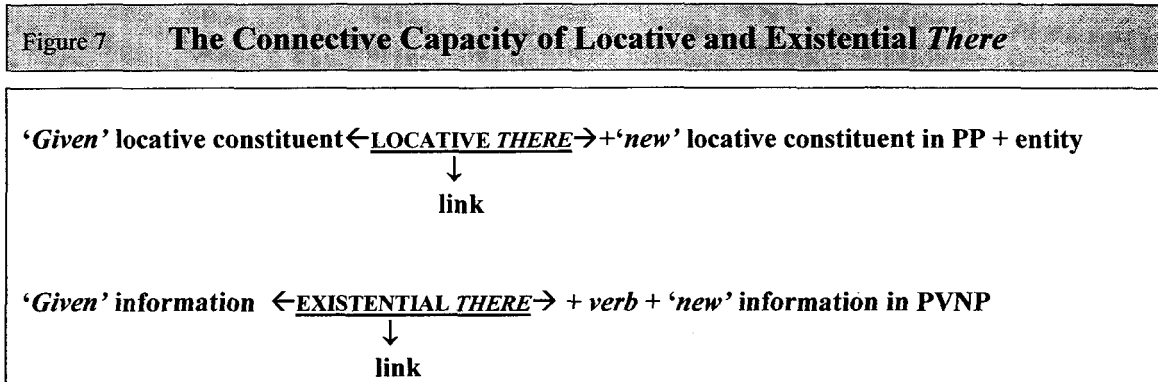 Figure 7 The Connective Capacity of Locative and Existential There
‘Given’ locative constituent←LOCATIVE THERE→+‘new’ locative constituent in PP + entity
↓
link
‘Given’ information ←EXISTENTIAL THERE→ + verb + ‘new’ information in PVNP
↓
link